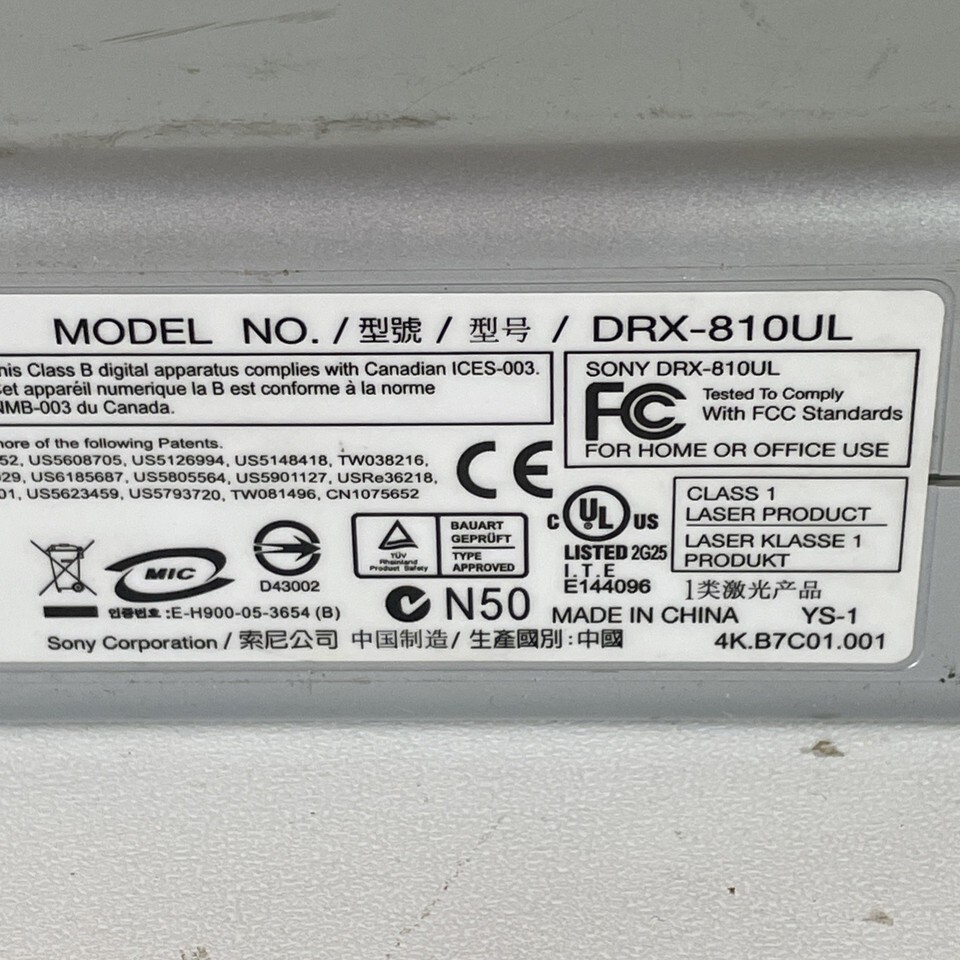 MODEL NO. / 型號 / 型号 / DRX-810UL
Class B digital apparatus complies with Canadian ICES-003.
appareil numerique la B est conforme à la norme
NMB-003 du Canada.
SONY DRX-810UL
FC Tested To Comply
With FCC Standards
FOR HOME OR OFFICE USE
of the following Patents.
52, US5608705, US5126994, US5148418, TW038216,
029, US6185687, US5805564, US5901127, USRe36218,
01, US5623459, US5793720, TW081496, CN1075652
CE
C UL US
LISTED 2G25
I.T.E
E144096
CLASS 1
LASER PRODUCT
LASER KLASSE 1
PRODUKT
1类激光产品
MIC
D43002
TÜV
Rheinland
Product Safety
BAUART
GEPRÜFT
TYPE
APPROVED
인증번호 :E-H900-05-3654 (B)
N50
MADE IN CHINA YS-1
Sony Corporation / 索尼公司 中国制造 / 生產國別:中國 4K.B7C01.001